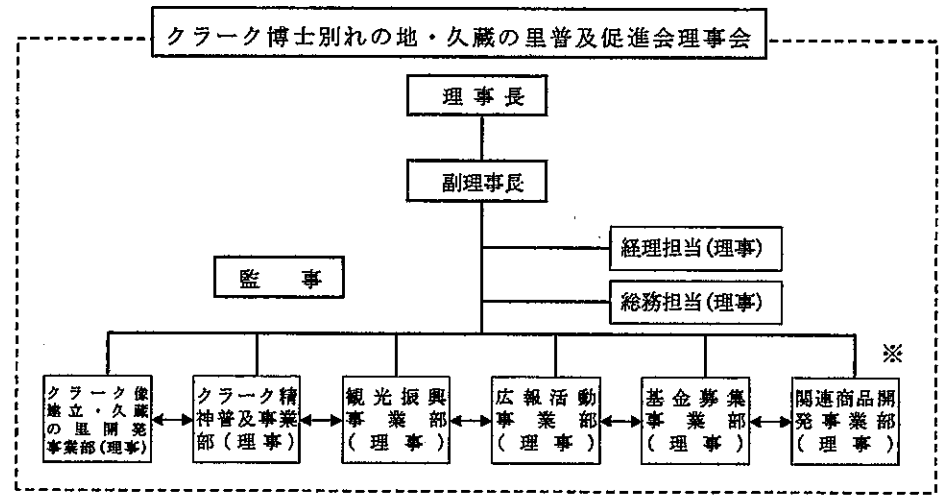 クラーク博士別れの地・久蔵の里普及促進会理事会
理事長
副理事長
経理担当(理事)
監　事
総務担当(理事)
※
クラーク像
建立・久蔵
の里開発
事業部(理事)
クラーク精
神普及事業
部(理事)
観光振興
事業部
(理事)
広報活動
事業部
(理事)
基金募集
事業部
(理事)
関連商品開
発事業部
(理事)